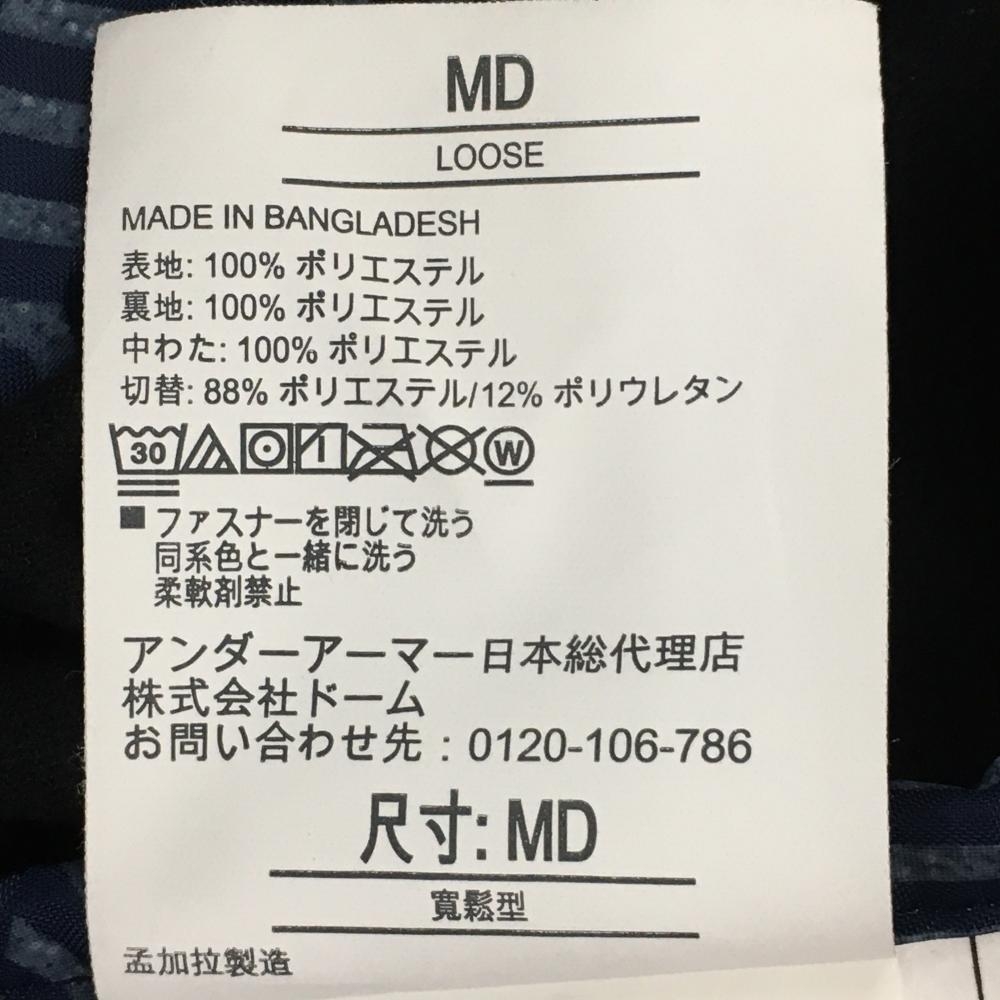 MD
LOOSE
MADE IN BANGLADESH
表地: 100% ポリエステル
裏地: 100% ポリエステル
中わた: 100% ポリエステル
切替: 88% ポリエステル/12% ポリウレタン
30 W
■ ファスナーを閉じて洗う
同系色と一緒に洗う
柔軟剤禁止
アンダーアーマー日本総代理店
株式会社ドーム
お問い合わせ先 : 0120-106-786
尺寸: MD
寬鬆型
孟加拉製造